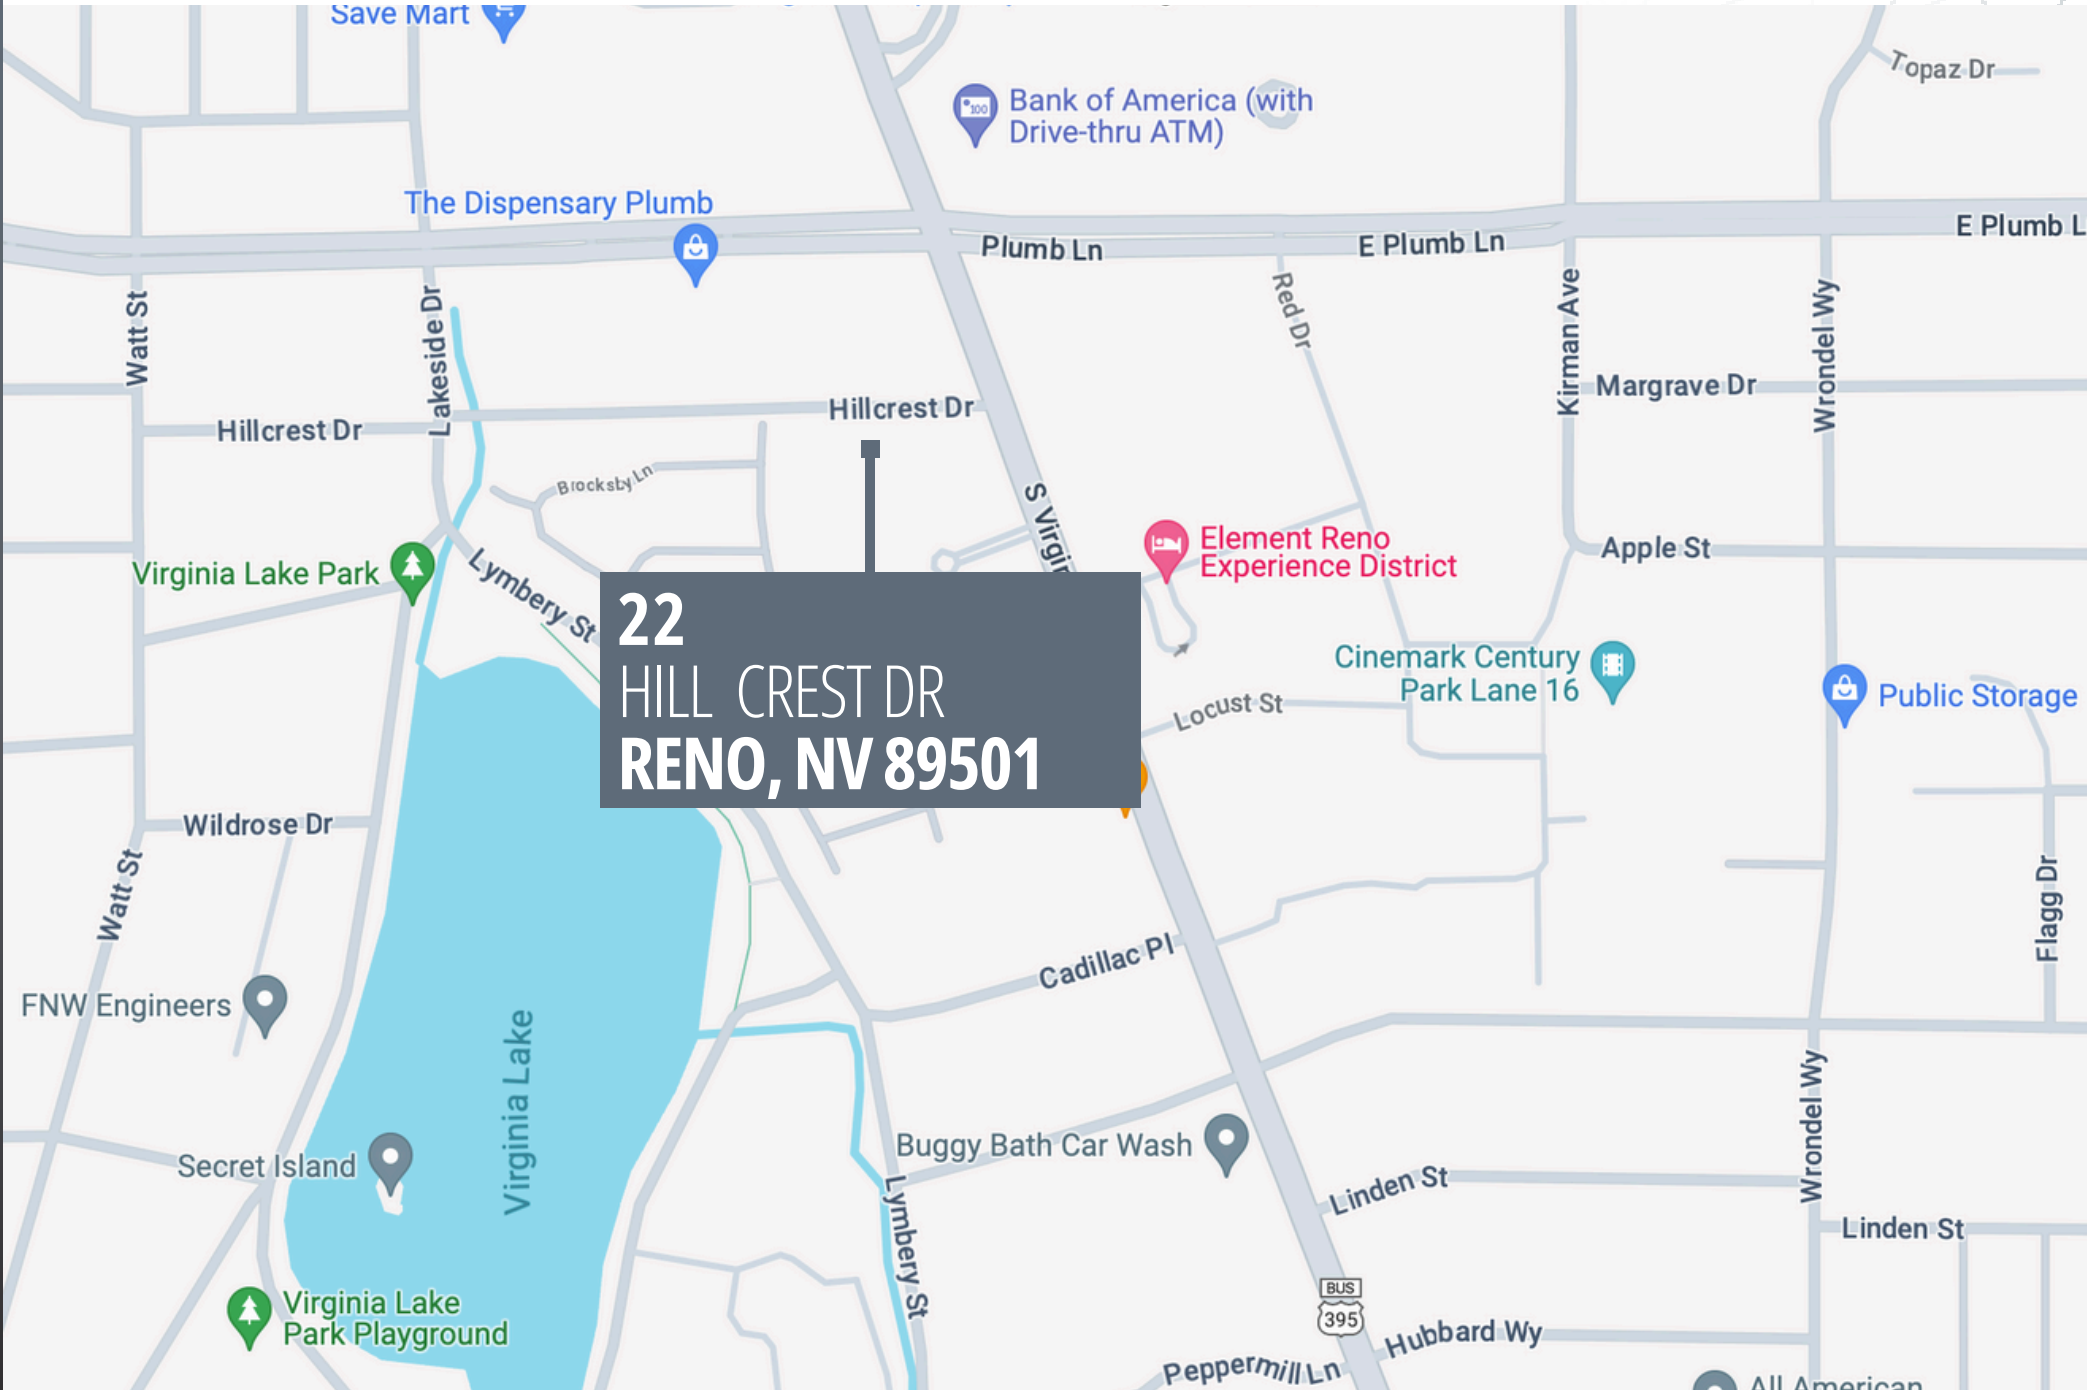 Save Mart
Topaz Dr
100
Bank of America (with
Drive-thru ATM)
The Dispensary Plumb
Plumb Ln
E Plumb Ln
E Plumb L
Watt St
Lakeside Dr
Red Dr
Kirman Ave
Wrondel Wy
Margrave Dr
Hillcrest Dr
Hillcrest Dr
Brocksby Ln
S Virgin
Element Reno
Experience District
Apple St
Virginia Lake Park
Lymbery St
22
HILL CREST DR
RENO, NV 89501
Cinemark Century
Park Lane 16
Public Storage
Locust St
Wildrose Dr
Watt St
Flagg Dr
Cadillac Pl
FNW Engineers
Virginia Lake
Wrondel Wy
Secret Island
Buggy Bath Car Wash
Lymbery St
Linden St
Linden St
Virginia Lake
Park Playground
BUS
395
Hubbard Wy
Peppermill Ln
All American